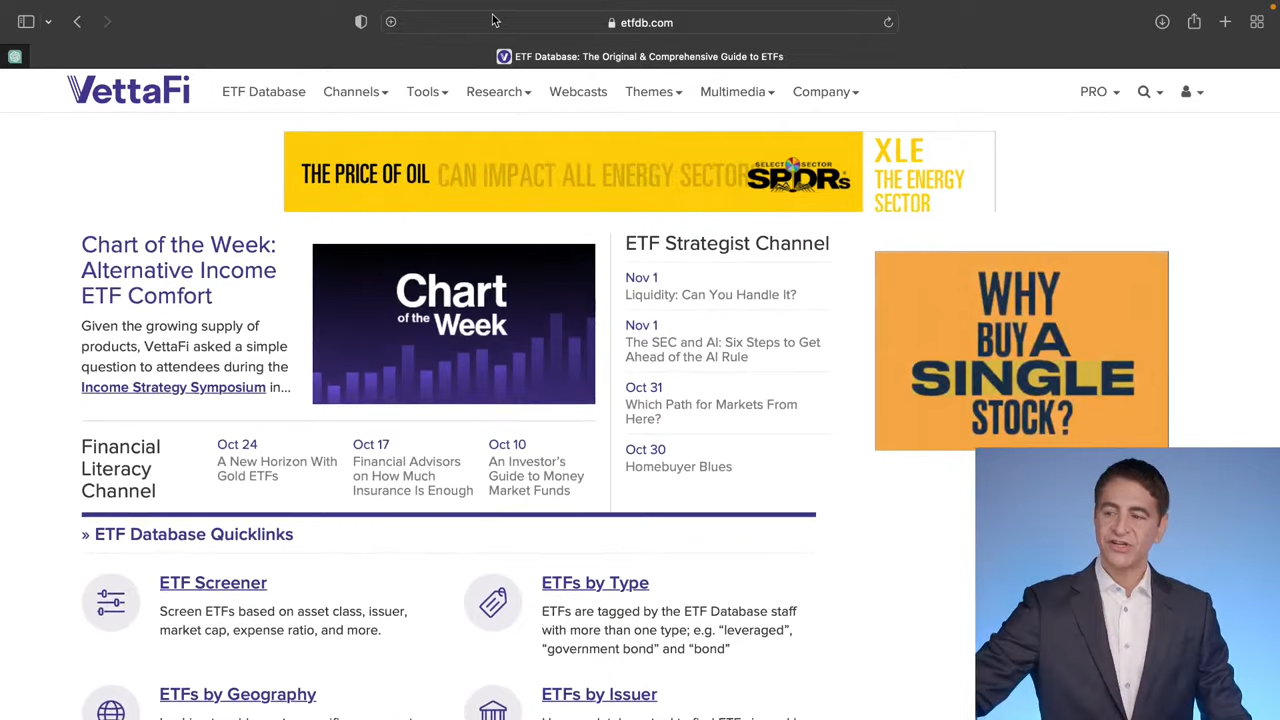 etfdb.com
ETF Database: The Original & Comprehensive Guide to ETFs
VettaFi
ETF Database
Channels
Tools
Research
Webcasts
Themes
Multimedia
Company
PRO
THE PRICE OF OIL CAN IMPACT ALL ENERGY SECTORS
SELECT SECTOR
SPDRs
XLE
THE ENERGY
SECTOR
Chart of the Week:
Alternative Income
ETF Comfort
Given the growing supply of
products, VettaFi asked a simple
question to attendees during the
Income Strategy Symposium in...
Chart
of the Week
ETF Strategist Channel
Nov 1
Liquidity: Can You Handle It?
Nov 1
The SEC and AI: Six Steps to Get
Ahead of the AI Rule
Oct 31
Which Path for Markets From
Here?
Oct 30
Homebuyer Blues
WHY
BUY A
SINGLE
STOCK?
Financial
Literacy
Channel
Oct 24
A New Horizon With
Gold ETFs
Oct 17
Financial Advisors
on How Much
Insurance Is Enough
Oct 10
An Investor's
Guide to Money
Market Funds
» ETF Database Quicklinks
ETF Screener
Screen ETFs based on asset class, issuer,
market cap, expense ratio, and more.
ETFs by Type
ETFs are tagged by the ETF Database staff
with more than one type; e.g. “leveraged”,
“government bond” and “bond”
ETFs by Geography
ETFs by Issuer